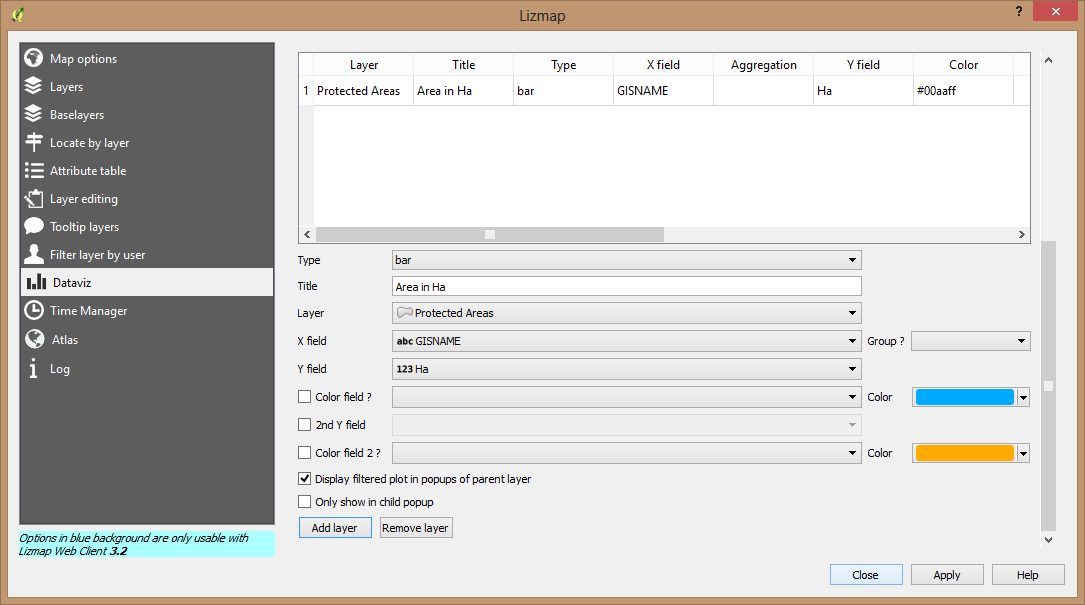 Lizmap
?
Map options
Layers
Baselayers
Locate by layer
Attribute table
Layer editing
Tooltip layers
Filter layer by user
Dataviz
Time Manager
Atlas
Log
Options in blue background are only usable with
Lizmap Web Client 3.2
Layer Title Type X field Aggregation Y field Color
1 Protected Areas Area in Ha bar GISNAME Ha #00aaff
Type bar
Title Area in Ha
Layer Protected Areas
X field abc GISNAME Group ?
Y field 123 Ha
Color field ? Color
2nd Y field
Color field 2 ? Color
Display filtered plot in popups of parent layer
Only show in child popup
Add layer Remove layer
Close Apply Help